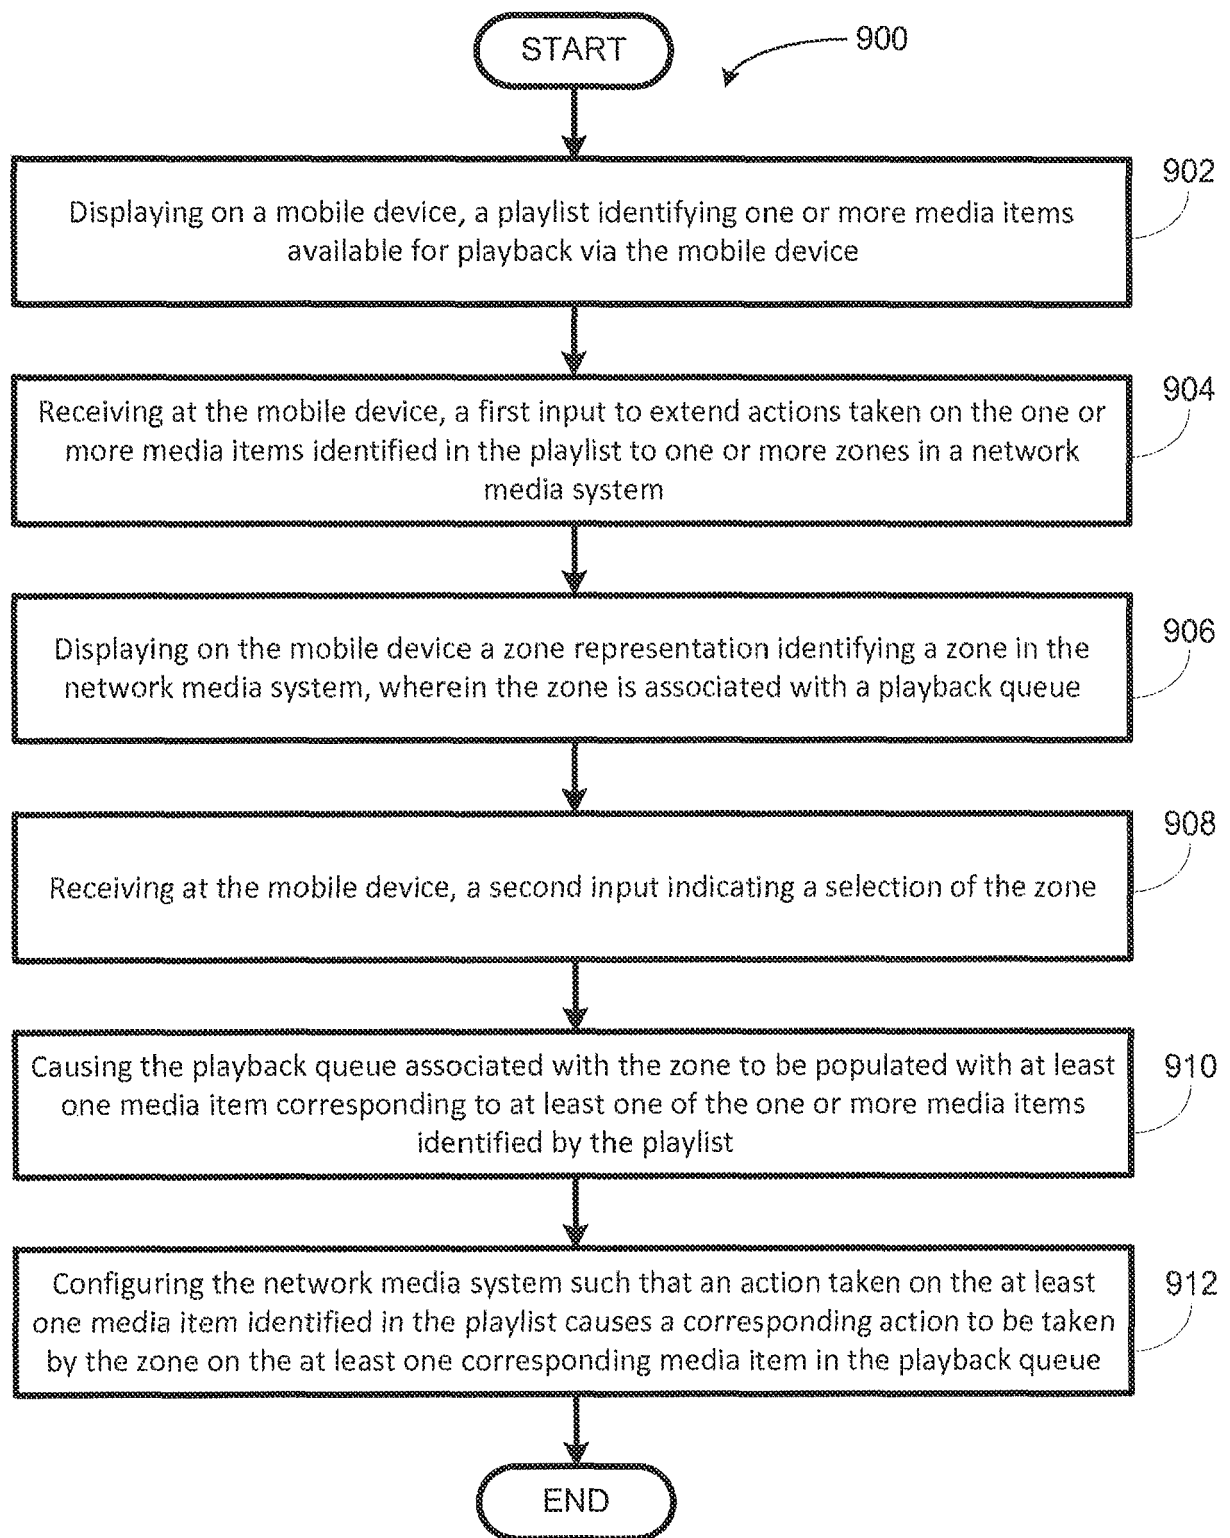 START
900
902
Displaying on a mobile device, a playlist identifying one or more media items
available for playback via the mobile device
904
Receiving at the mobile device, a first input to extend actions taken on the one or
more media items identified in the playlist to one or more zones in a network
media system
906
Displaying on the mobile device a zone representation identifying a zone in the
network media system, wherein the zone is associated with a playback queue
908
Receiving at the mobile device, a second input indicating a selection of the zone
910
Causing the playback queue associated with the zone to be populated with at least
one media item corresponding to at least one of the one or more media items
identified by the playlist
912
Configuring the network media system such that an action taken on the at least
one media item identified in the playlist causes a corresponding action to be taken
by the zone on the at least one corresponding media item in the playback queue
END